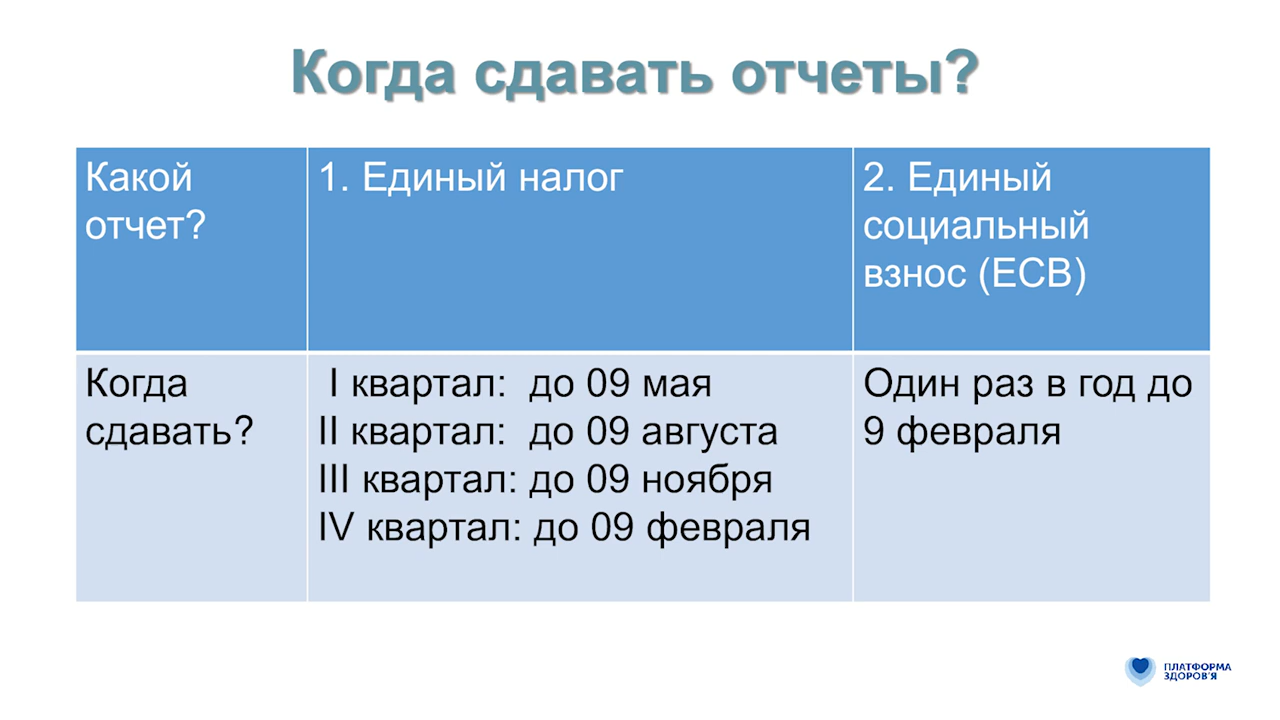 Когда сдавать отчеты?
Какой
отчет?
1. Единый налог
2. Единый
социальный
взнос (ЕСВ)
Когда
сдавать?
I квартал: до 09 мая
II квартал: до 09 августа
III квартал: до 09 ноября
IV квартал: до 09 февраля
Один раз в год до
9 февраля
ПЛАТФОРМА
ЗДОРОВ'Я